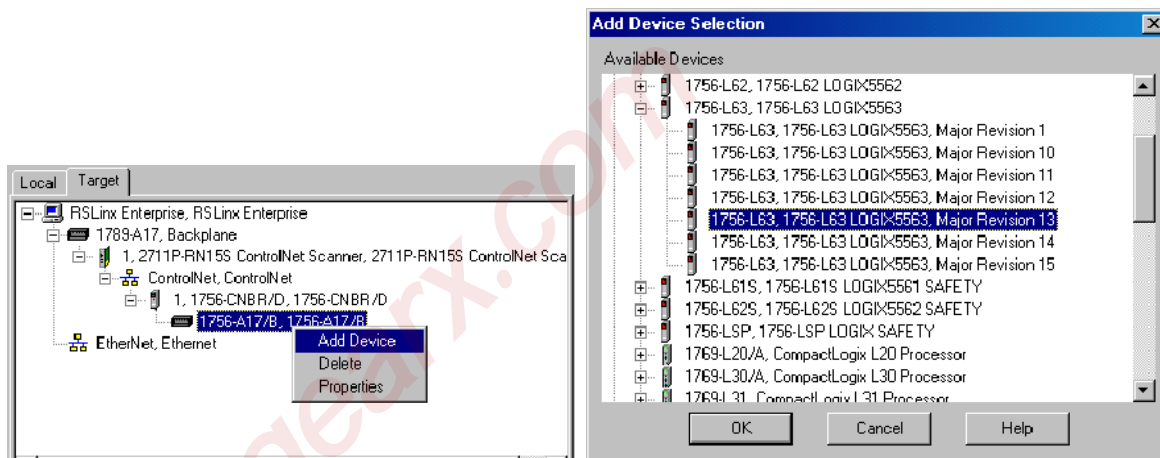 Local Target
RSLinx Enterprise, RSLinx Enterprise
1789-A17, Backplane
1, 2711P-RN15S ControlNet Scanner, 2711P-RN15S ControlNet Sca
ControlNet, ControlNet
1, 1756-CNBR/D, 1756-CNBR/D
1756-A17/B, 1756-A17/B
EtherNet, Ethernet
Add Device
Delete
Properties
Add Device Selection
Available Devices
1756-L62, 1756-L62 LOGIX5562
1756-L63, 1756-L63 LOGIX5563
1756-L63, 1756-L63 LOGIX5563, Major Revision 1
1756-L63, 1756-L63 LOGIX5563, Major Revision 10
1756-L63, 1756-L63 LOGIX5563, Major Revision 11
1756-L63, 1756-L63 LOGIX5563, Major Revision 12
1756-L63, 1756-L63 LOGIX5563, Major Revision 13
1756-L63, 1756-L63 LOGIX5563, Major Revision 14
1756-L63, 1756-L63 LOGIX5563, Major Revision 15
1756-L61S, 1756-L61S LOGIX5561 SAFETY
1756-L62S, 1756-L62S LOGIX5562 SAFETY
1756-LSP, 1756-LSP LOGIX SAFETY
1769-L20/A, CompactLogix L20 Processor
1769-L30/A, CompactLogix L30 Processor
1769-L31, CompactLogix L31 Processor
OK Cancel Help
gearx.com